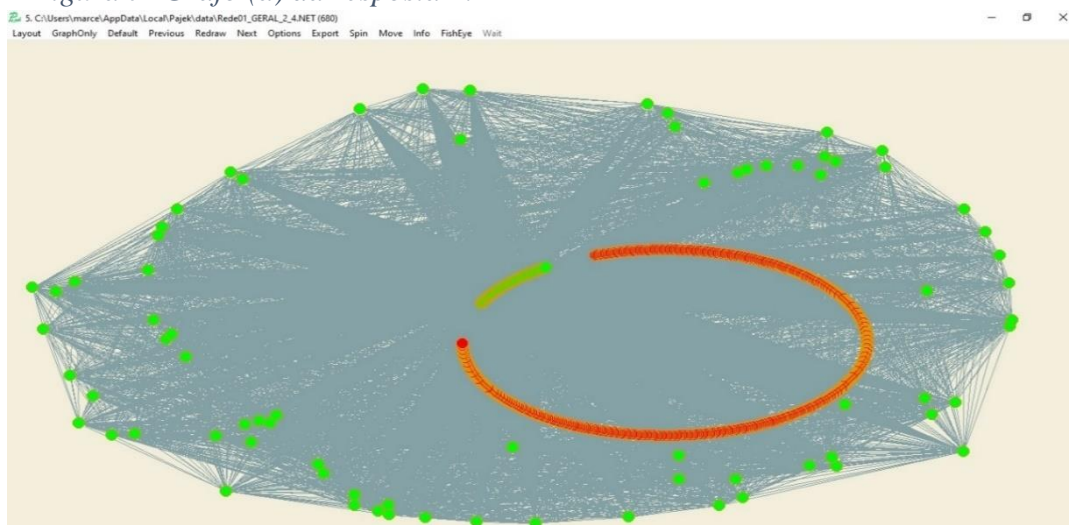 5. C:\Users\marce\AppData\Local\Pajek\data\Rede01_GERAL_2_4.NET (680)
Layout GraphOnly Default Previous Redraw Next Options Export Spin Move Info FishEye Wait